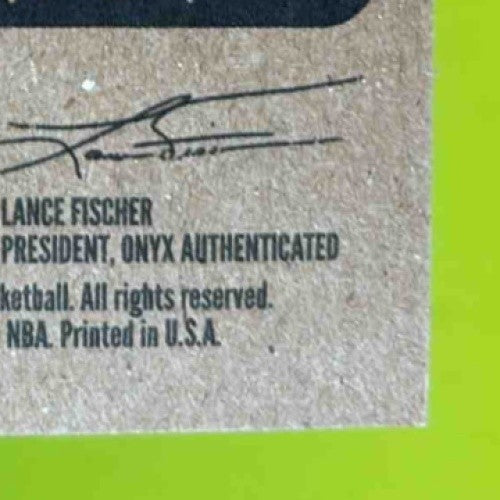 LANCE FISCHER
PRESIDENT, ONYX AUTHENTICATED
ketball. All rights reserved.
NBA. Printed in U.S.A.